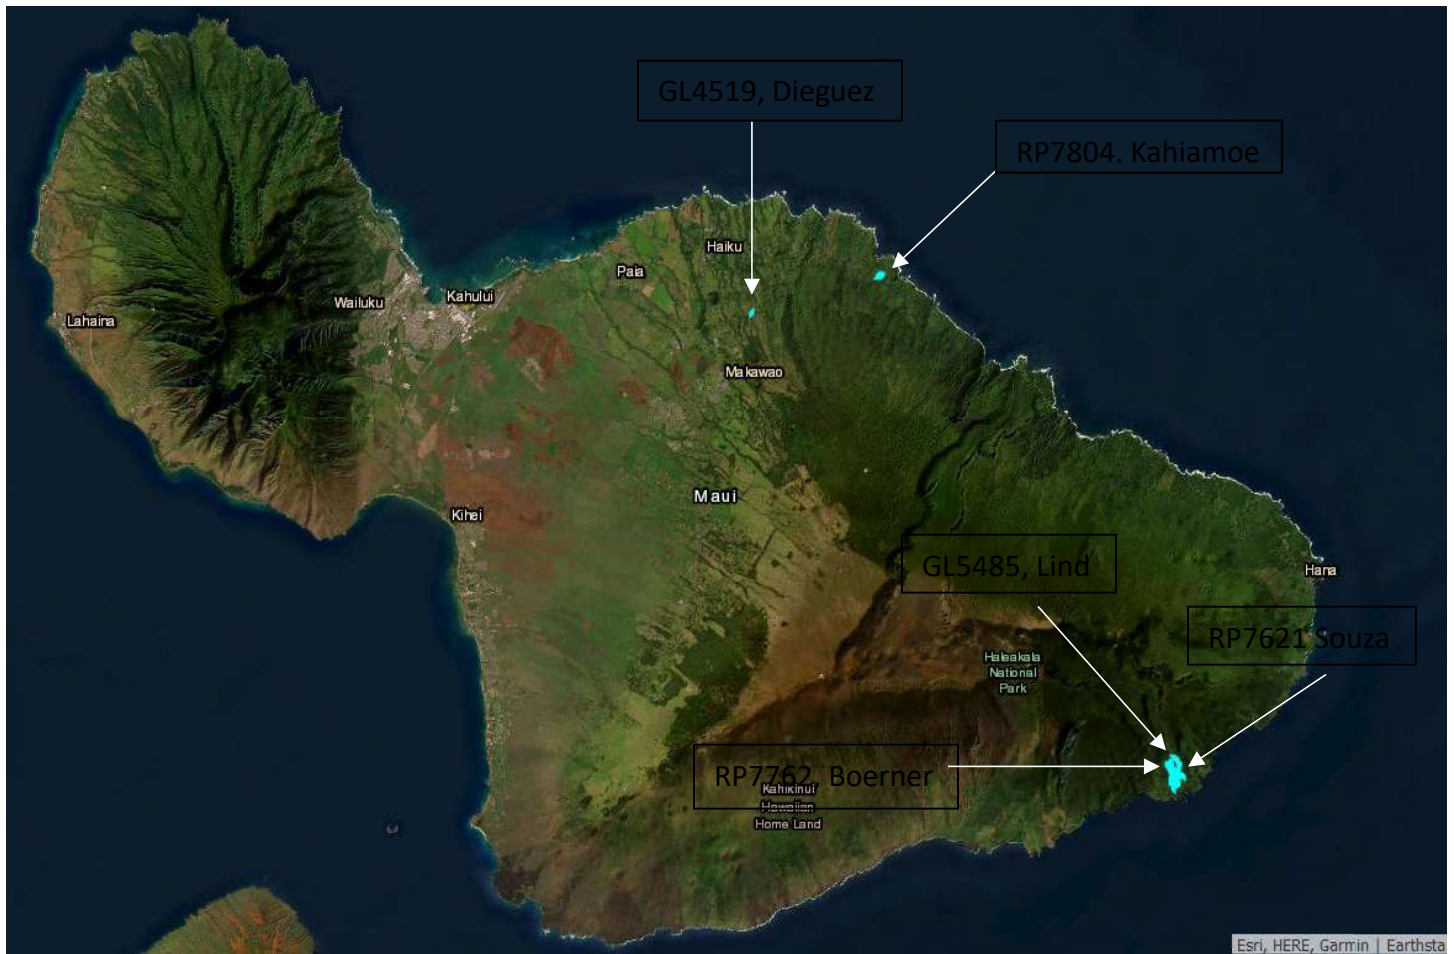 GL4519, Dieguez
RP7804, Kahiamoe
Haiku
Paia
Kahului
Wailuku
Lahaina
Makawao
Maui
Kihei
GL5485, Lind
Hana
RP7621 Souza
Haleakala
National
Park
RP7762, Boerner
Kahikinui
Hawaiian
Home Land
Esri, HERE, Garmin | Earthsta